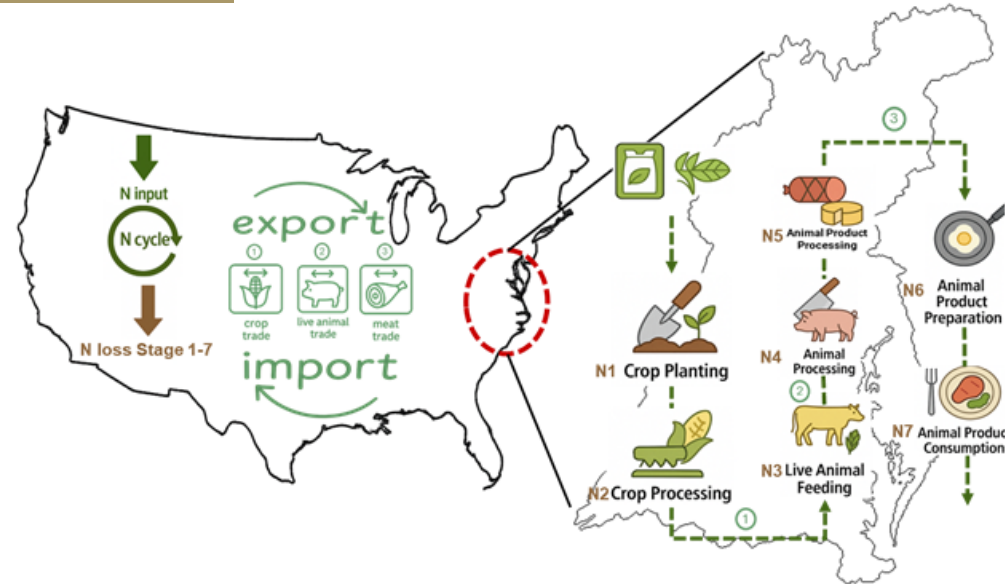 N input
N cycle
N loss Stage 1-7
export
1
2
3
crop
trade
live animal
trade
meat
trade
import
N1 Crop Planting
N2 Crop Processing
1
N3 Live Animal
Feeding
2
N4 Animal
Processing
N5 Animal Product
Processing
3
N6 Animal
Product
Preparation
N7 Animal Produc
Consumption